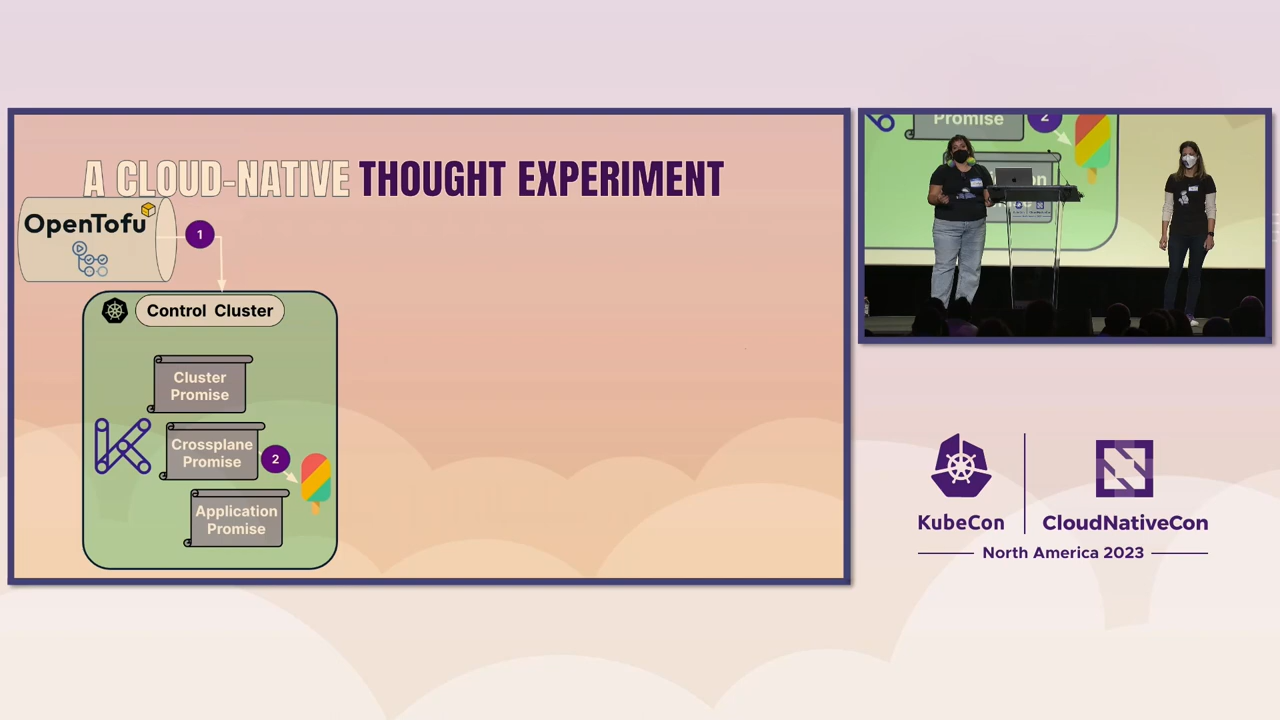 A CLOUD-NATIVE THOUGHT EXPERIMENT
OpenTofu
1
Control Cluster
Cluster
Promise
Crossplane
Promise
2
Application
Promise
Promise
2
KubeCon
CloudNativeCon
North America 2023